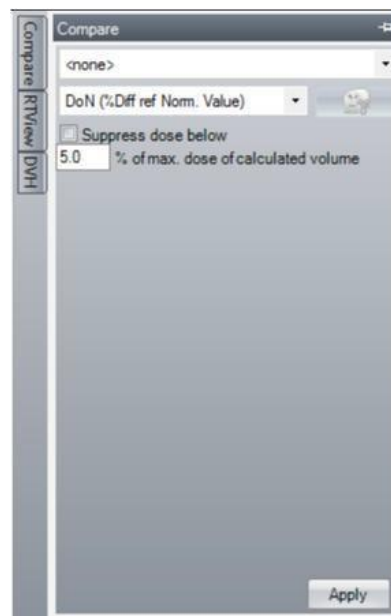 Compare
<none>
DoN (%Diff ref Norm. Value)
Suppress dose below
5.0 % of max. dose of calculated volume
Apply
Compare
RTView
DVH